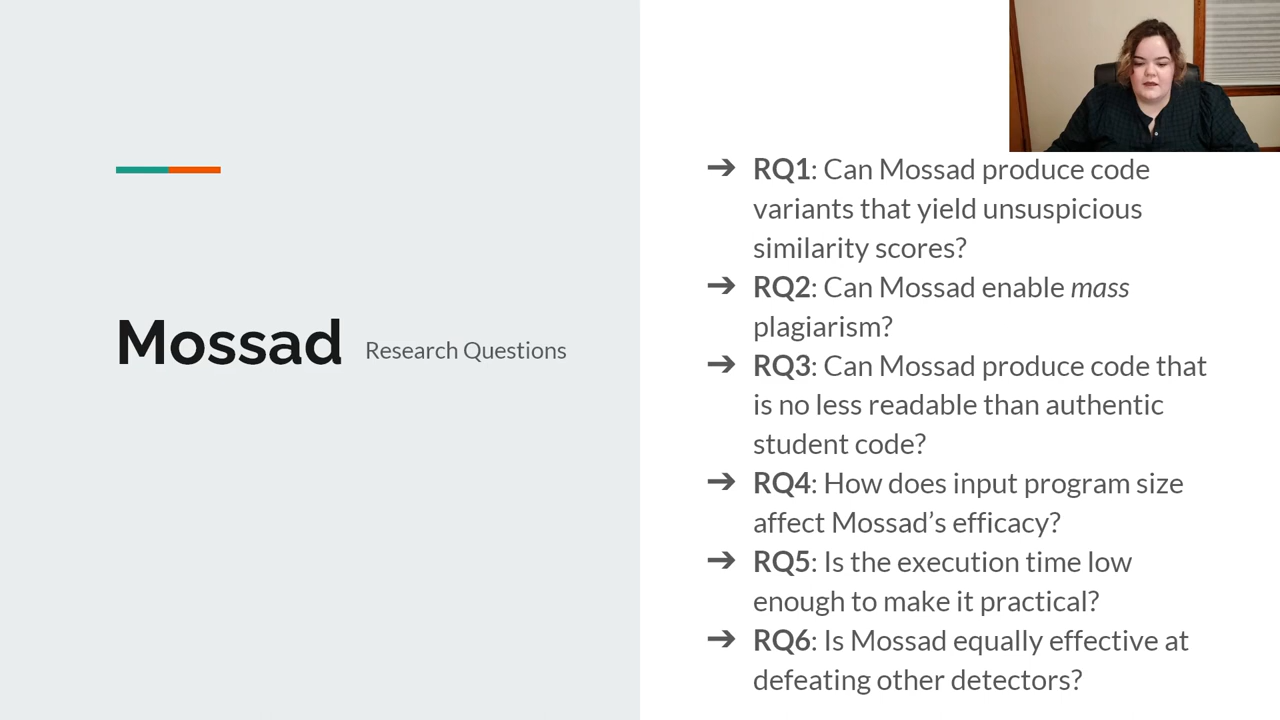 Mossad Research Questions
➔ RQ1: Can Mossad produce code
variants that yield unsuspicious
similarity scores?
➔ RQ2: Can Mossad enable mass
plagiarism?
➔ RQ3: Can Mossad produce code that
is no less readable than authentic
student code?
➔ RQ4: How does input program size
affect Mossad’s efficacy?
➔ RQ5: Is the execution time low
enough to make it practical?
➔ RQ6: Is Mossad equally effective at
defeating other detectors?